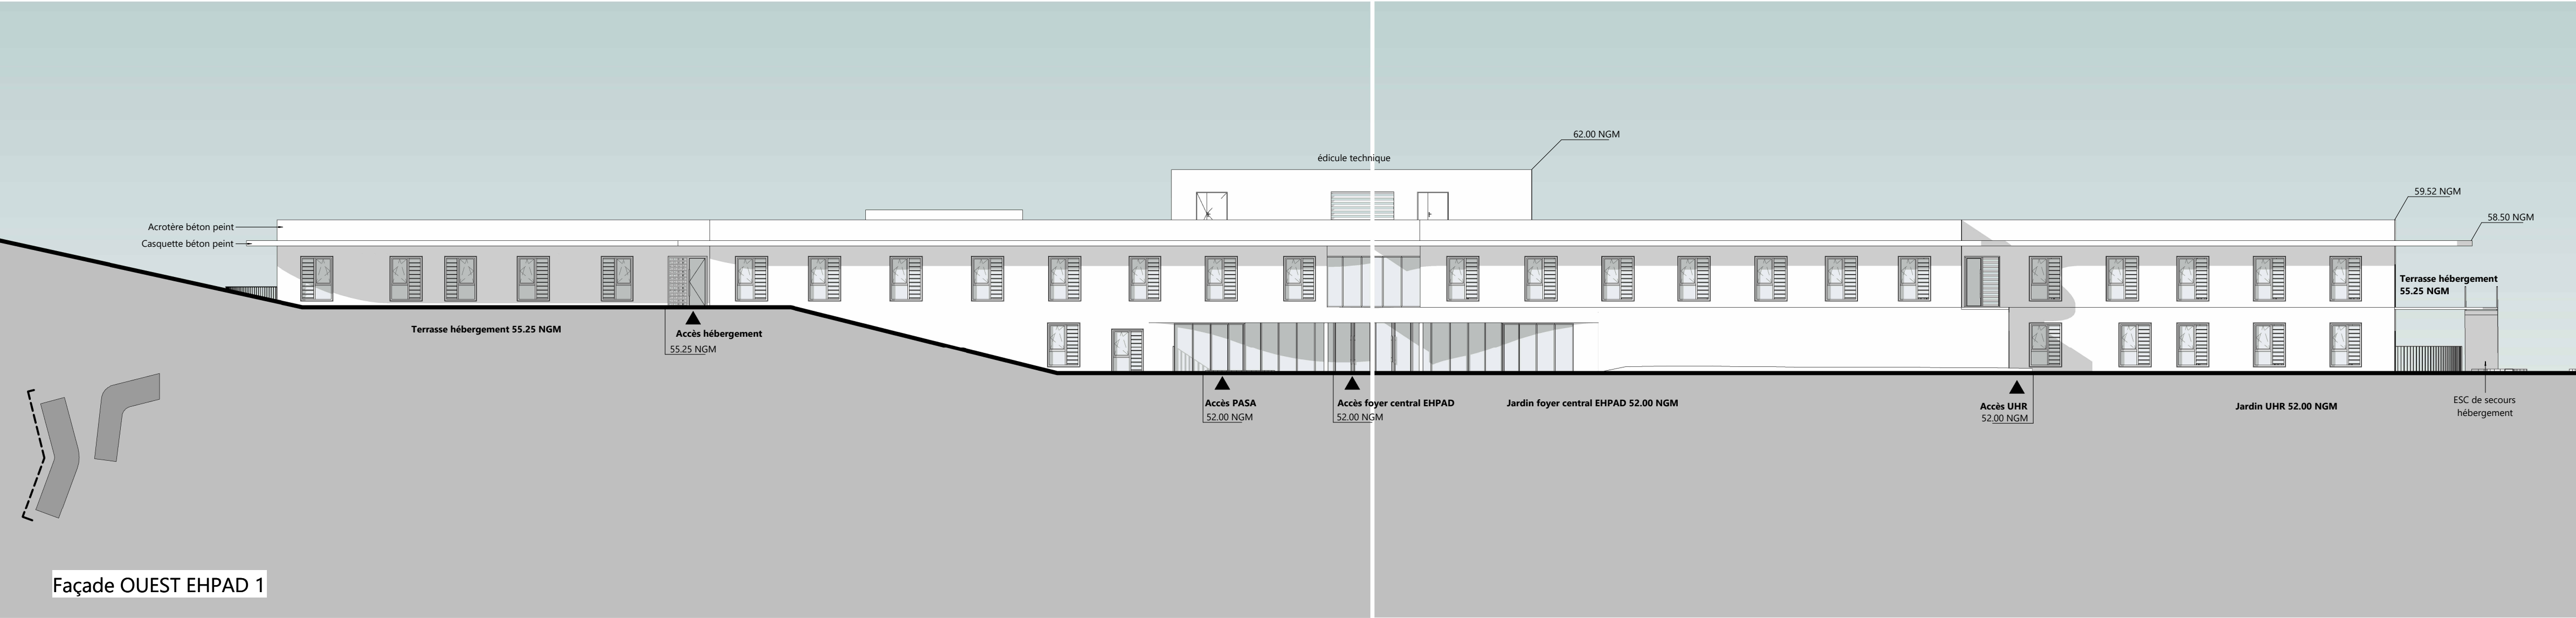 62.00 NGM
édicule technique
59.52 NGM
58.50 NGM
Acrotère béton peint
Casquette béton peint
Terrasse hébergement
55.25 NGM
Terrasse hébergement 55.25 NGM
Accès hébergement
55.25 NGM
Accès PASA
52.00 NGM
Accès foyer central EHPAD
52.00 NGM
Jardin foyer central EHPAD 52.00 NGM
Accès UHR
52.00 NGM
Jardin UHR 52.00 NGM
ESC de secours
hébergement
Façade OUEST EHPAD 1